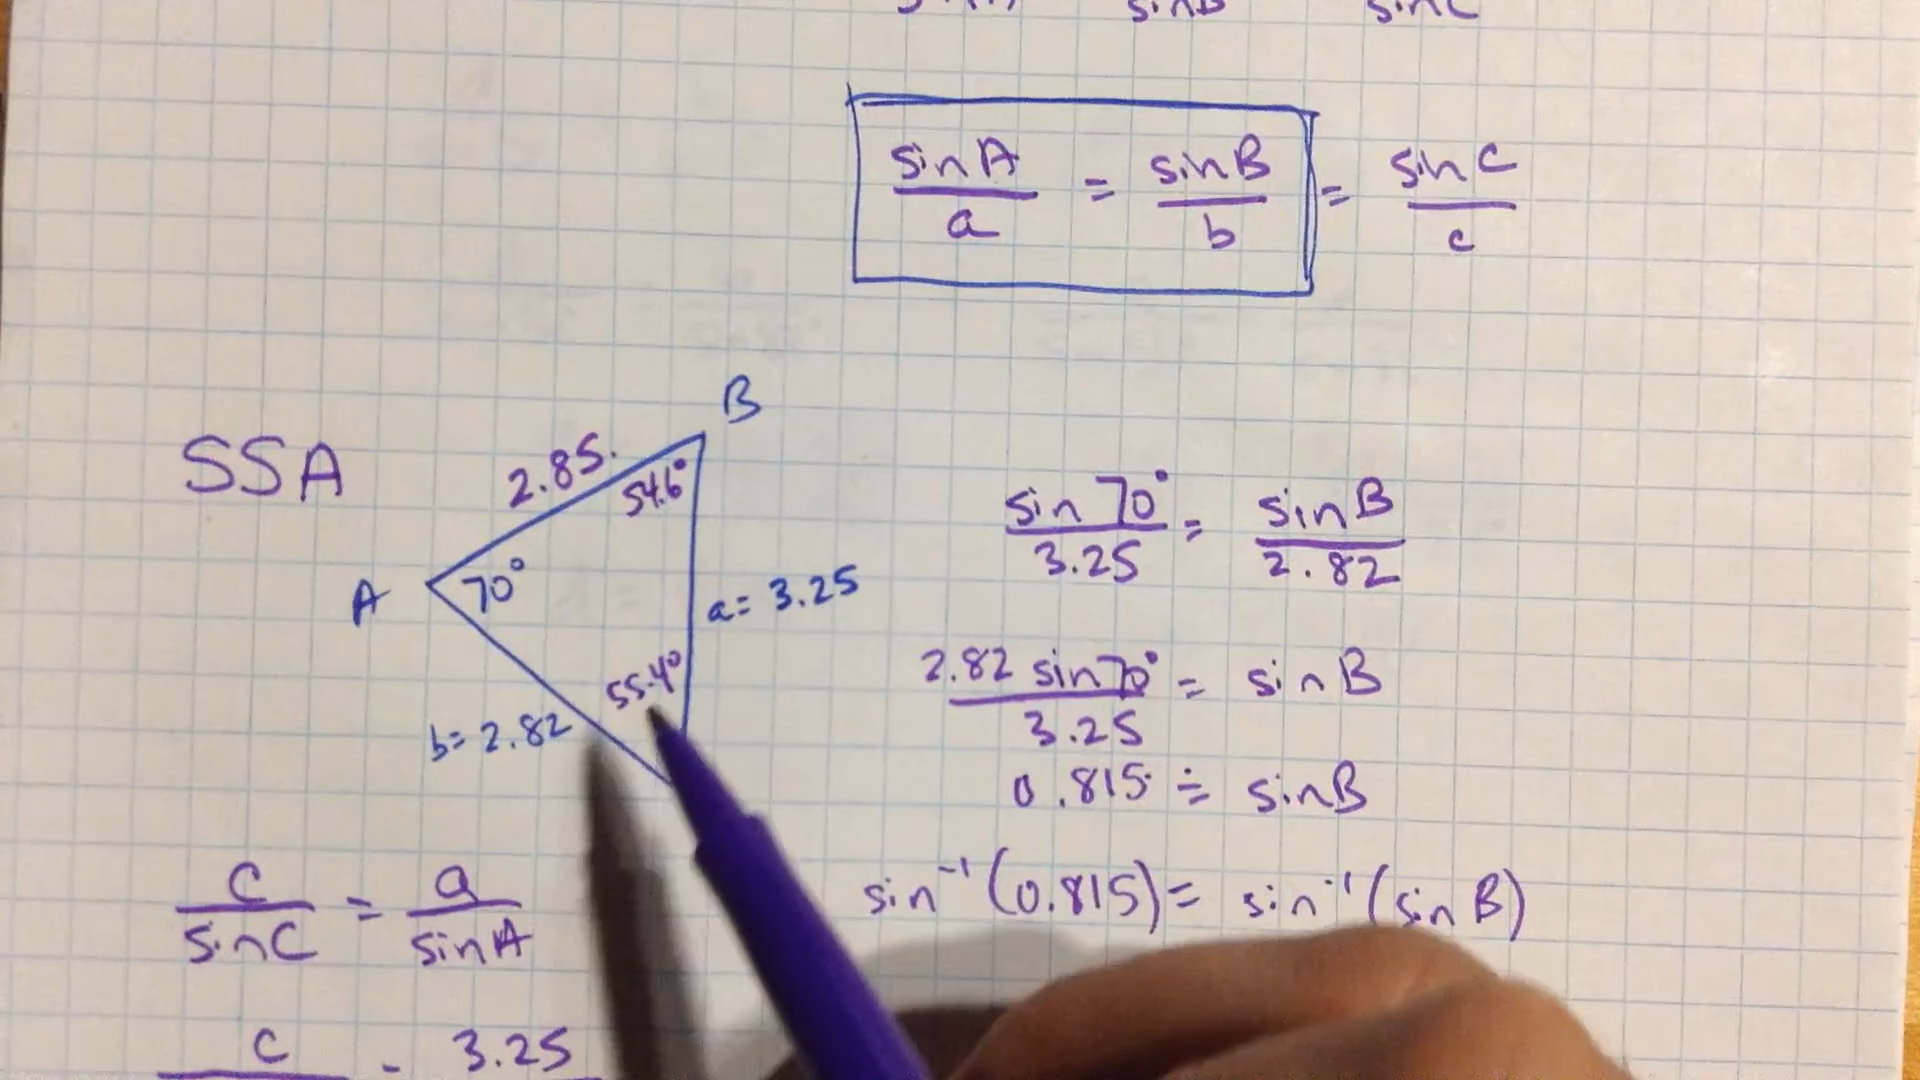 sinB sinC
sinA/a = sinB/b = sinC/c
B
SSA
2.85.
54.6°
A
70°
a = 3.25
55.4°
b = 2.82
sin 70°/3.25 = sinB/2.82
2.82 sin70°/3.25 = sinB
0.815 ≐ sinB
sin⁻¹(0.815) = sin⁻¹(sin B)
c/sinC = a/sinA
c = 3.25